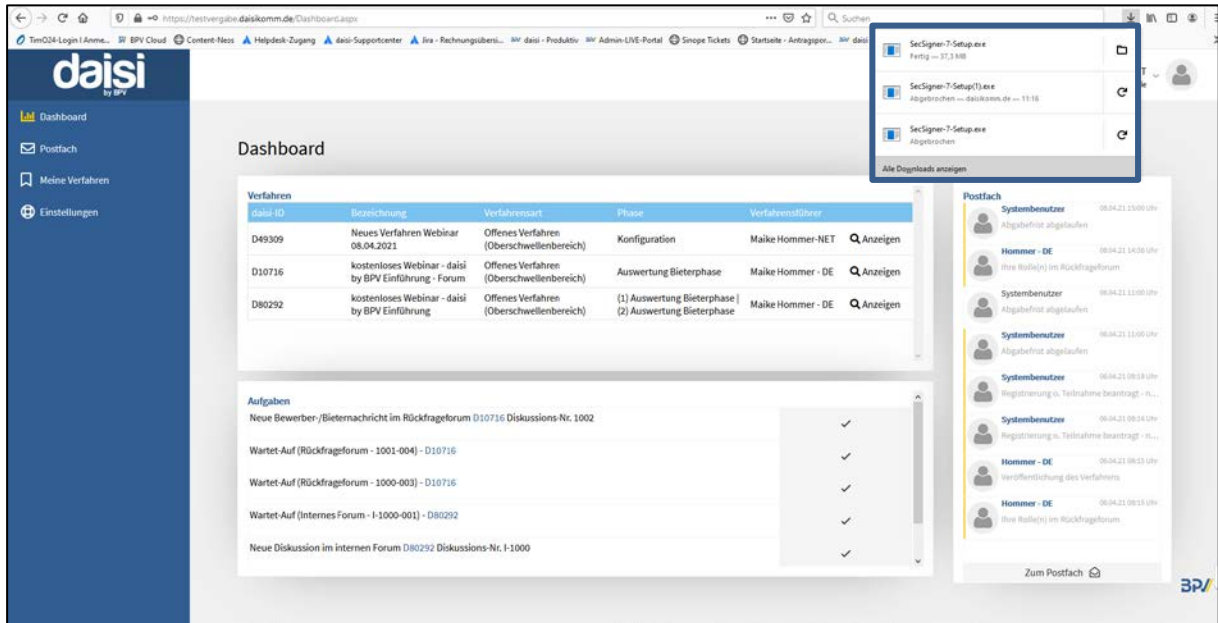 https://testvergabe.daisikomm.de/Dashboard.aspx
Suchen
TimO24-Login I Anme...
BPV Cloud
Content-Neos
Helpdesk-Zugang
daisi-Supportcenter
Jira - Rechnungsübersi...
daisi - Produktiv
Admin-LIVE-Portal
Sinope Tickets
Startseite - Antragspor...
daisi
SecSigner-7-Setup.exe
Fertig — 37,3 MB
SecSigner-7-Setup(1).exe
Abgebrochen — daisikomm.de — 11:16
SecSigner-7-Setup.exe
Abgebrochen
Alle Downloads anzeigen
daisi
by BPV
Dashboard
Postfach
Meine Verfahren
Einstellungen
Dashboard
Verfahren
daisi-ID Bezeichnung Verfahrensart Phase Verfahrensführer
D49309 Neues Verfahren Webinar Offenes Verfahren Konfiguration Maike Hommer-NET Anzeigen
08.04.2021 (Oberschwellenbereich)
D10716 kostenloses Webinar - daisi Offenes Verfahren Auswertung Bieterphase Maike Hommer - DE Anzeigen
by BPV Einführung - Forum (Oberschwellenbereich)
D80292 kostenloses Webinar - daisi Offenes Verfahren (1) Auswertung Bieterphase | Maike Hommer - DE Anzeigen
by BPV Einführung (Oberschwellenbereich) (2) Auswertung Bieterphase
Aufgaben
Neue Bewerber-/Bieternachricht im Rückfrageforum D10716 Diskussions-Nr. 1002
Wartet-Auf (Rückfrageforum - 1001-004) - D10716
Wartet-Auf (Rückfrageforum - 1000-003) - D10716
Wartet-Auf (Internes Forum - I-1000-001) - D80292
Neue Diskussion im internen Forum D80292 Diskussions-Nr. I-1000
Postfach
Systembenutzer 08.04.21 15:00 Uhr
Abgabefrist abgelaufen
Hommer - DE
Ihre Rolle(n) im Rückfrageforum
Systembenutzer
Abgabefrist abgelaufen
Systembenutzer
Abgabefrist abgelaufen
Systembenutzer
Registrierung o. Teilnahme beantragt - n...
Systembenutzer
Registrierung o. Teilnahme beantragt - n...
Hommer - DE
Veröffentlichung des Verfahrens
Hommer - DE
Ihre Rolle(n) im Rückfrageforum
Zum Postfach
BPV